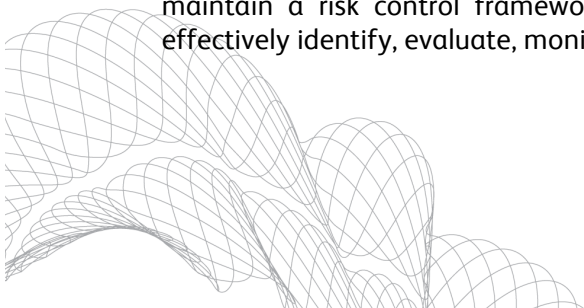 maintain a risk control framewo
effectively identify, evaluate, moni